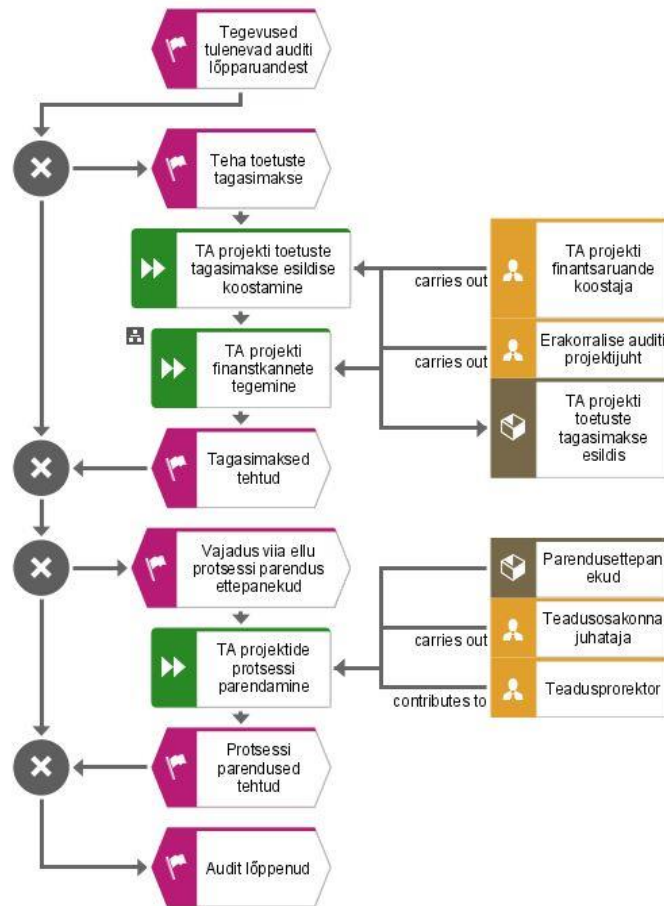 Tegevused
tulenevad auditi
lõpparuandest
Teha toetuste
tagasimakse
TA projekti toetuste
tagasimakse esildise
koostamine
carries out
TA projekti
finantsaruande
koostaja
TA projekti
finanstkannete
tegemine
carries out
Erakorralise auditi
projektijuht
TA projekti
toetuste
tagasimakse
esildis
Tagasimaksed
tehtud
Vajadus viia ellu
protsessi parendus
ettepanekud
Parendusettepan
ekud
TA projektide
protsessi
parendamine
carries out
Teadusosakonna
juhataja
contributes to
Teadusprorektor
Protsessi
parendused
tehtud
Audit lõppenud